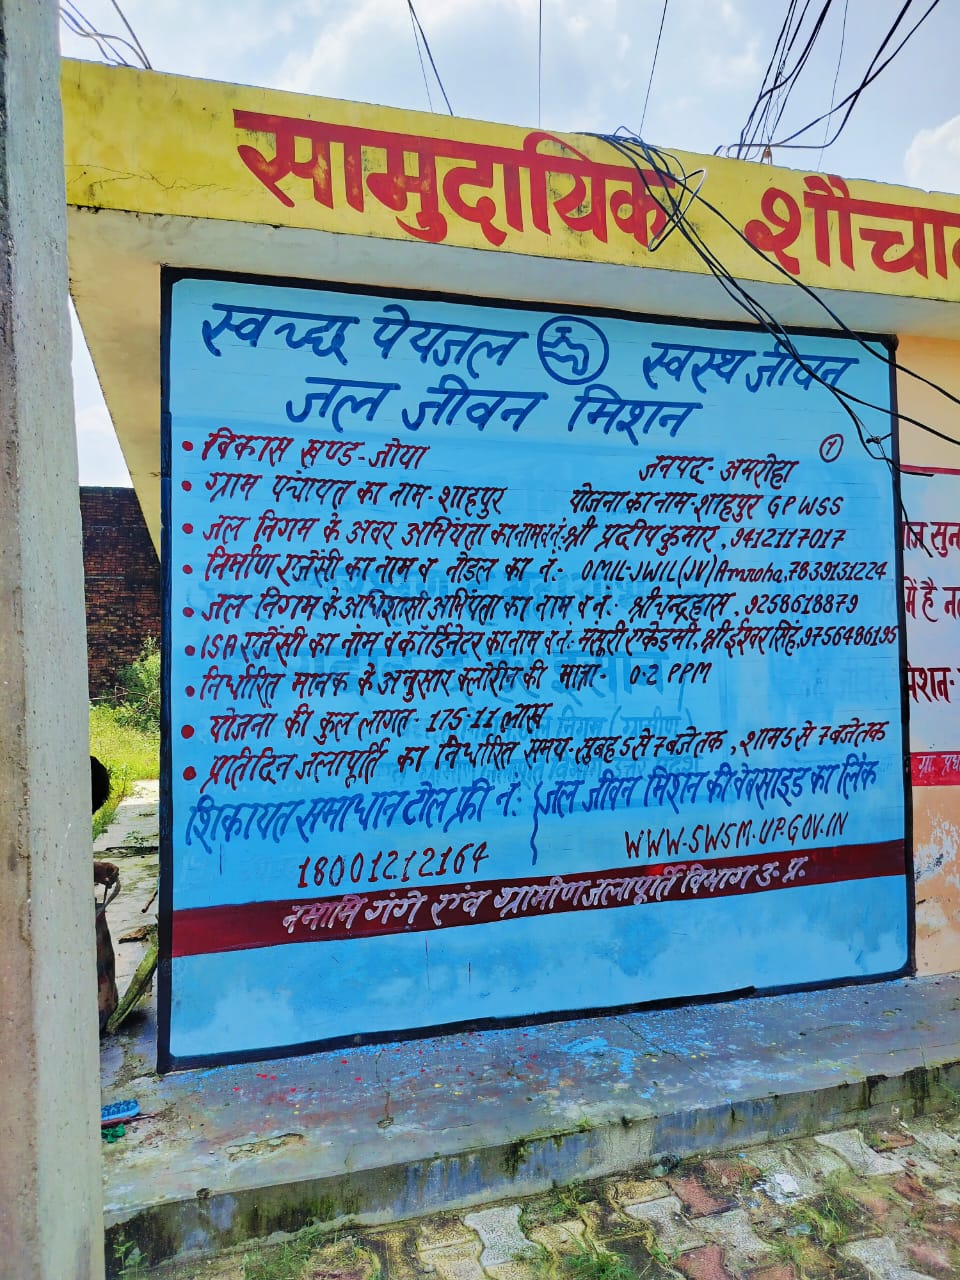 सामुदायिक शौचाल
स्वच्छ पेयजल स्वस्थ जीवन
जल जीवन मिशन
१
• विकास खण्ड-जोया जनपद- अमरोहा
• ग्राम पंचायत का नाम-शाहपुर योजना का नाम-शाहपुर GPWSS
• जल निगम के अवर अभियंता का नाम व नं: श्री प्रदीप कुमार, 9412117017
• निर्माण एजेंसी का नाम व नोडल का नं: OMIL-JWIL(JV)Amroha,7839131224
• जल निगम के अधिशासी अभियंता का नाम व नं: श्री चन्द्रहास, 9258618879
• ISA एजेंसी का नाम व कार्डिनेटर का नाम व नं: मंसूरी एकेडमी, श्री ईश्वर सिंह, 9756486195
• निर्धारित मानक के अनुसार क्लोरीन की मात्रा- 0.2 PPM
• योजना की कुल लागत- 175.11 लाख
• प्रतिदिन जलापूर्ति का निर्धारित समय- सुबह 5 से 7 बजे तक, शाम 5 से 7 बजे तक
शिकायत समाधान टोल फ्री नं: जल जीवन मिशन की वेबसाइड का लिंक
18001212164 WWW.SWSM.UP.GOV.IN
नमामि गंगे एंव ग्रामीण जलापूर्ति विभाग उ.प्र.
में है